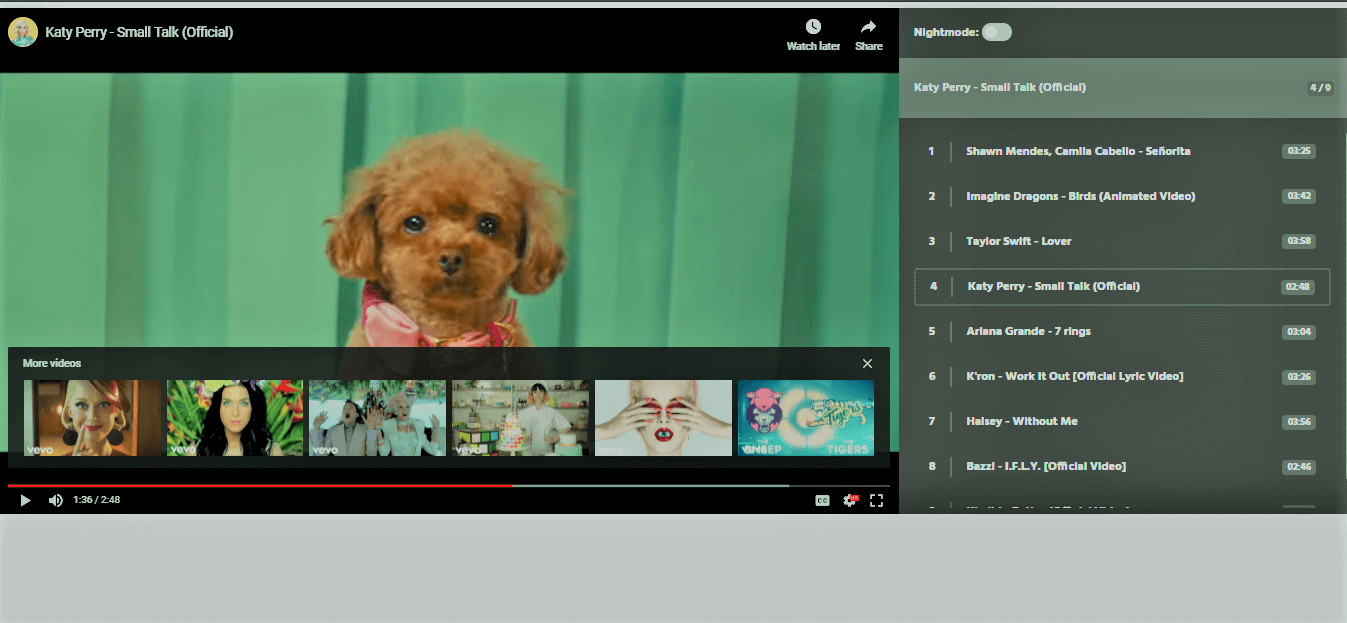 Katy Perry - Small Talk (Official)
Watch later
Share
More videos
vevo
vevo
vevo
vevo
THE
THE
TIGERS
1:36 / 2:48
CC
HD
Nightmode:
Katy Perry - Small Talk (Official)
4 / 9
1 Shawn Mendes, Camila Cabello - Señorita 03:25
2 Imagine Dragons - Birds (Animated Video) 03:42
3 Taylor Swift - Lover 03:58
4 Katy Perry - Small Talk (Official) 02:48
5 Ariana Grande - 7 rings 03:04
6 K'ron - Work It Out [Official Lyric Video] 03:26
7 Halsey - Without Me 03:56
8 Bazzi - I.F.L.Y. [Official Video] 02:46